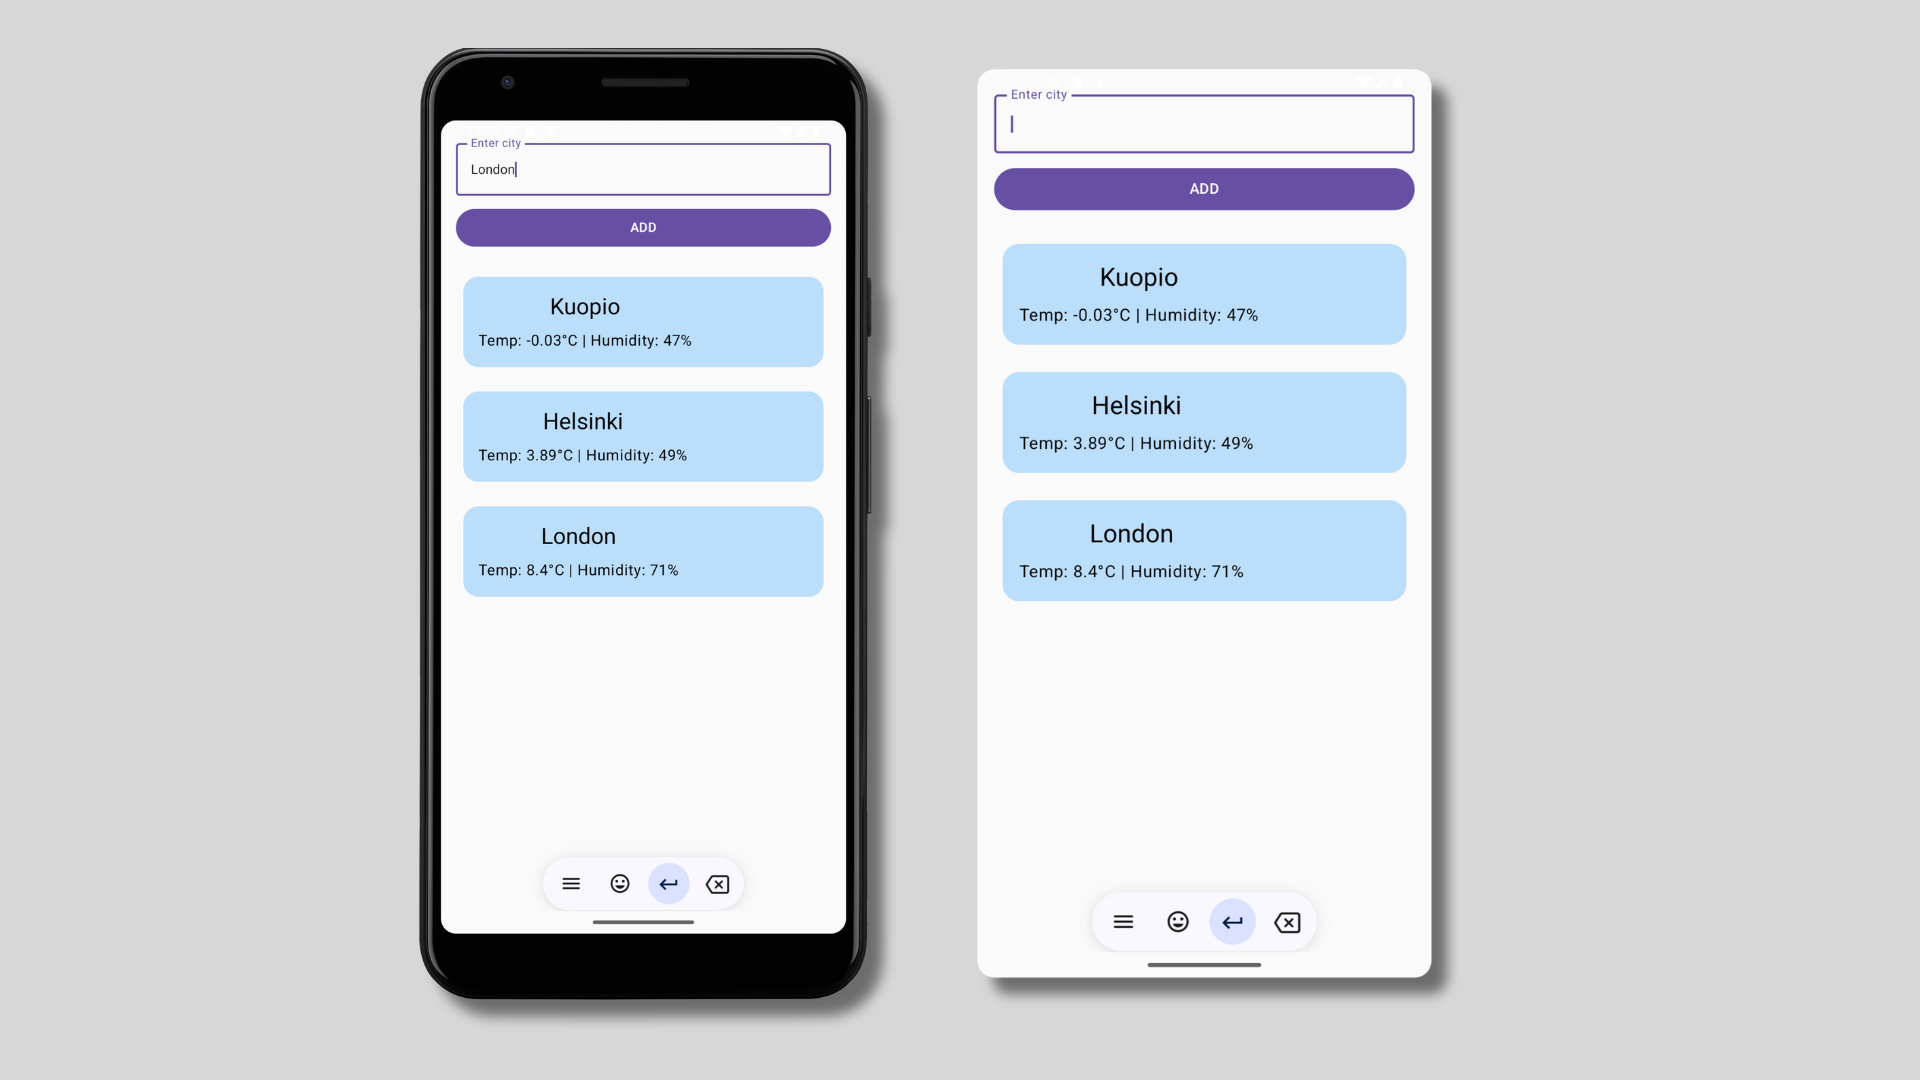 Enter city
London
ADD
Kuopio
Temp: -0.03°C | Humidity: 47%
Helsinki
Temp: 3.89°C | Humidity: 49%
London
Temp: 8.4°C | Humidity: 71%
Enter city
ADD
Kuopio
Temp: -0.03°C | Humidity: 47%
Helsinki
Temp: 3.89°C | Humidity: 49%
London
Temp: 8.4°C | Humidity: 71%